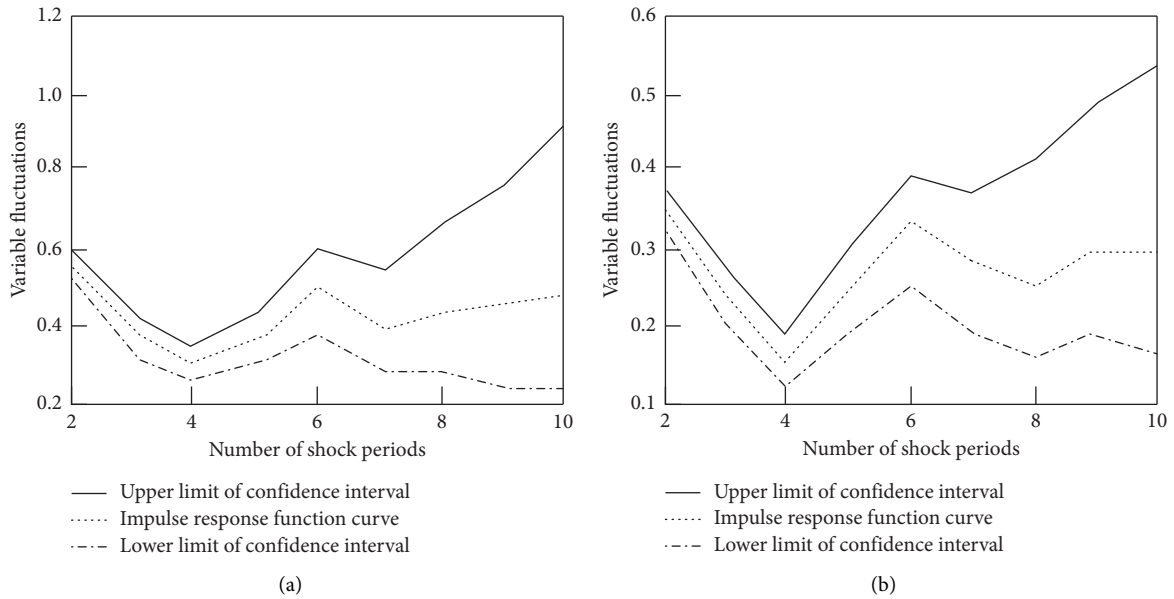 1.2
1.0
0.8
0.6
0.4
0.2
Variable fluctuations
2 4 6 8 10
Number of shock periods
Upper limit of confidence interval
Impulse response function curve
Lower limit of confidence interval
(a)
0.6
0.5
0.4
0.3
0.2
0.1
Variable fluctuations
2 4 6 8 10
Number of shock periods
Upper limit of confidence interval
Impulse response function curve
Lower limit of confidence interval
(b)